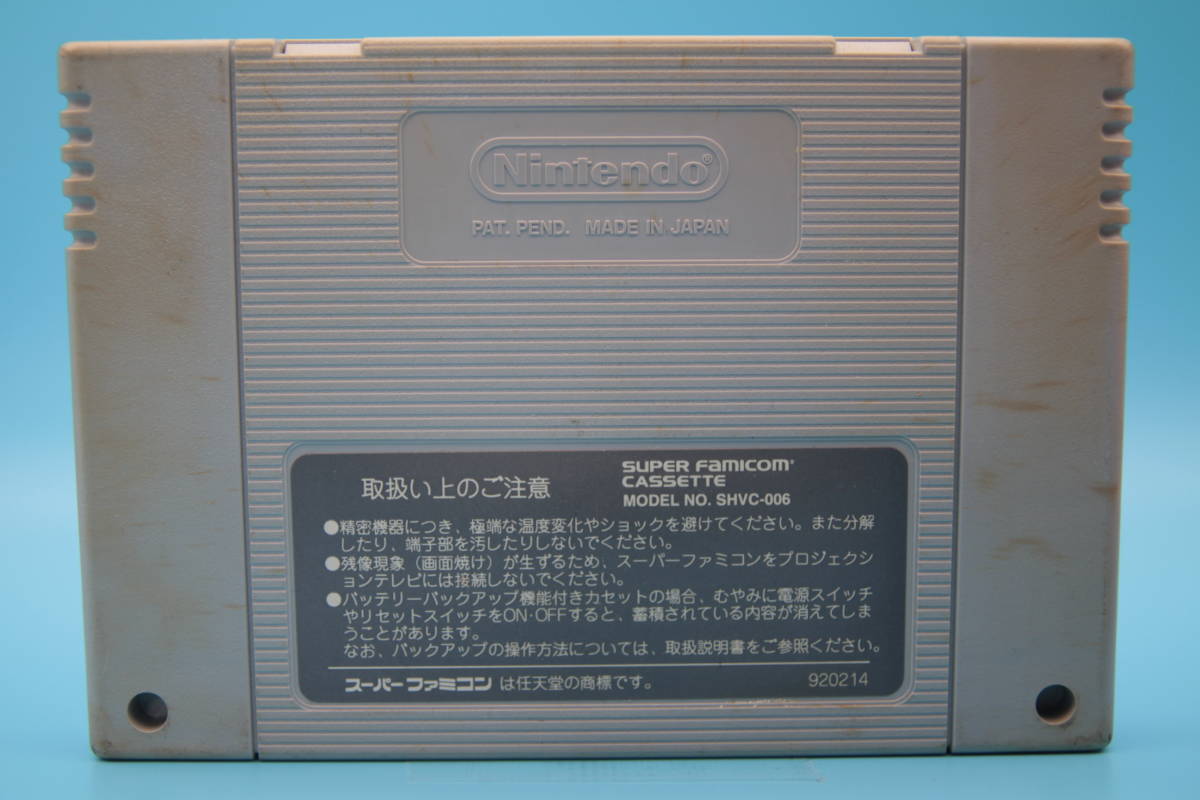 Nintendo®
PAT. PEND. MADE IN JAPAN
取扱い上のご注意
SUPER FAMICOM
CASSETTE
MODEL NO. SHVC-006
●精密機器につき、極端な温度変化やショックを避けてください。また分解
したり、端子部を汚したりしないでください。
●残像現象（画面焼け）が生ずるため、スーパーファミコンをプロジェクシ
ョンテレビには接続しないでください。
●バッテリーバックアップ機能付きカセットの場合、むやみに電源スイッチ
やリセットスイッチをON·OFFすると、蓄積されている内容が消えてしま
うことがあります。
なお、バックアップの操作方法については、取扱説明書をご参照ください。
スーパーファミコンは任天堂の商標です。
920214